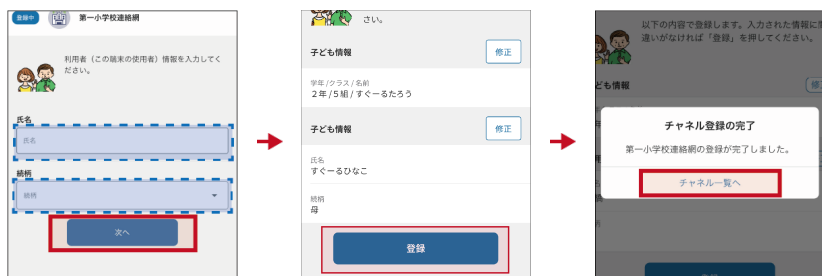 登録中
第一小学校連絡網
利用者（この端末の使用者）情報を入力してく
ださい。
氏名
氏名
続柄
続柄
次へ
さい。
子ども情報
修正
学年/クラス/名前
2年/5組/すぐーるたろう
子ども情報
修正
氏名
すぐーるひなこ
続柄
母
登録
以下の内容で登録します。入力された情報に間
違いがなければ「登録」を押してください。
ども情報
修
チャネル登録の完了
第一小学校連絡網の登録が完了しました。
チャネル一覧へ
登録